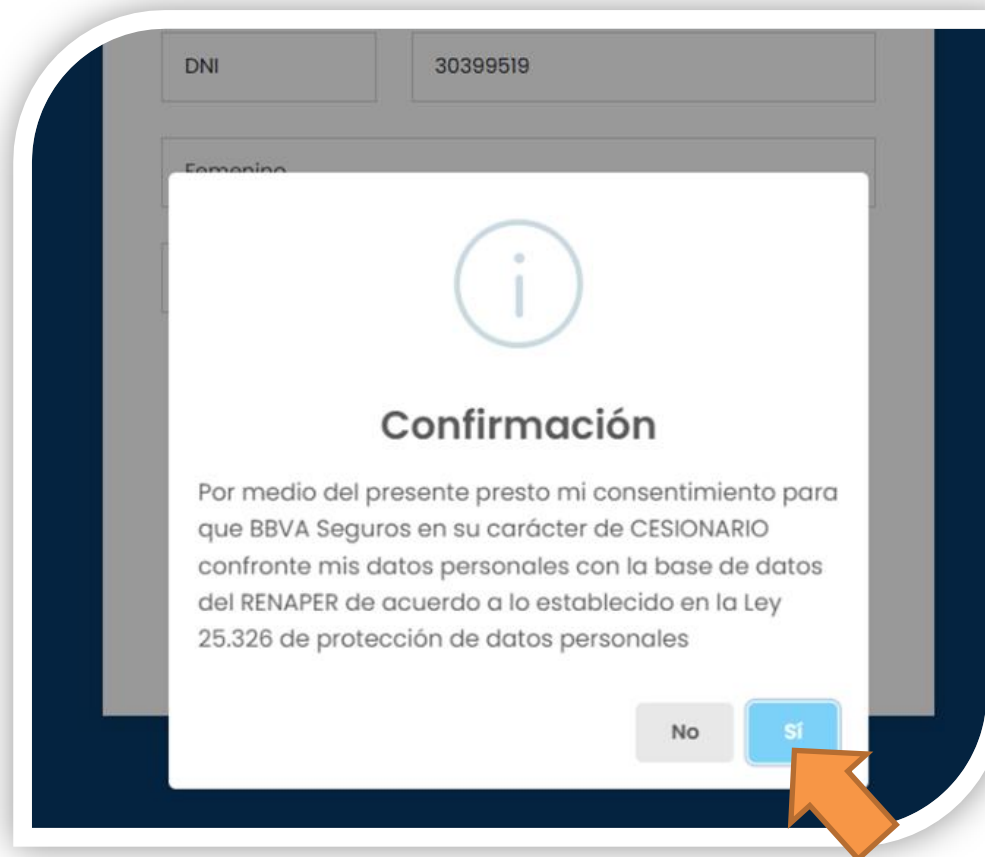 DNI
30399519
Femenino
Confirmación
Por medio del presente presto mi consentimiento para
que BBVA Seguros en su carácter de CESIONARIO
confronte mis datos personales con la base de datos
del RENAPER de acuerdo a lo establecido en la Ley
25.326 de protección de datos personales
No
Sí